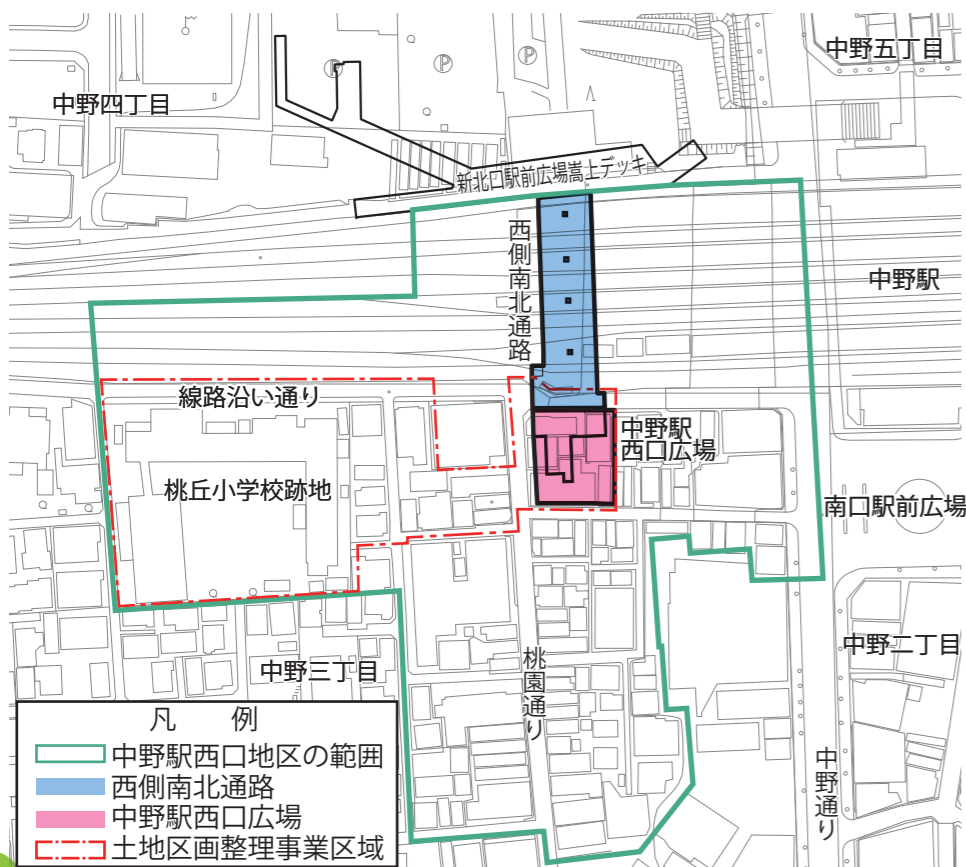 中野五丁目
中野四丁目
P
P
P
新北口駅前広場嵩上デッキ
西側南北通路
中野駅
線路沿い通り
中野駅
西口広場
桃丘小学校跡地
南口駅前広場
中野三丁目
桃園通り
中野二丁目
中野通り
凡 例
中野駅西口地区の範囲
西側南北通路
中野駅西口広場
土地区画整理事業区域